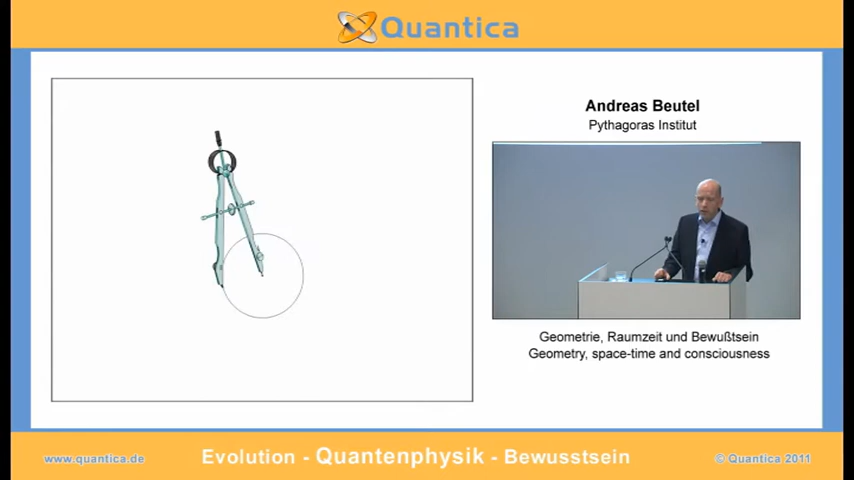 Quantica
Andreas Beutel
Pythagoras Institut
Geometrie, Raumzeit und Bewußtsein
Geometry, space-time and consciousness
www.quantica.de
Evolution - Quantenphysik - Bewusstsein
© Quantica 2011